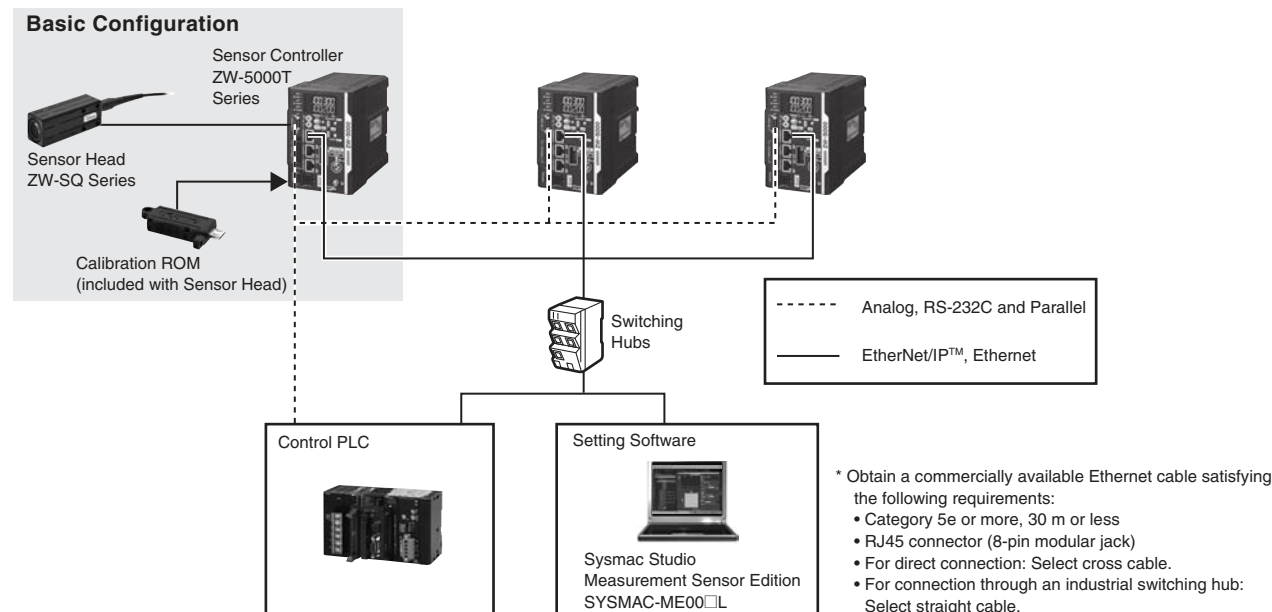 Basic Configuration
Sensor Controller
ZW-5000T
Series
Sensor Head
ZW-SQ Series
Calibration ROM
(included with Sensor Head)
Switching
Hubs
Analog, RS-232C and Parallel
EtherNet/IP™, Ethernet
Control PLC
Setting Software
Sysmac Studio
Measurement Sensor Edition
SYSMAC-ME00□L
* Obtain a commercially available Ethernet cable satisfying
the following requirements:
• Category 5e or more, 30 m or less
• RJ45 connector (8-pin modular jack)
• For direct connection: Select cross cable.
• For connection through an industrial switching hub:
Select straight cable.